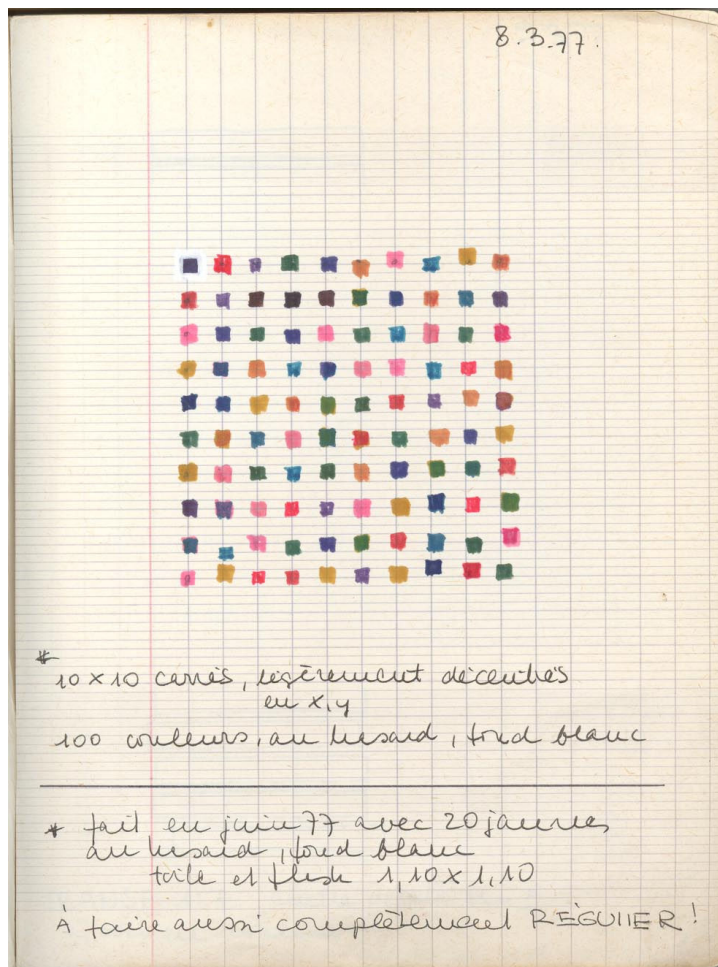 8.3.77.
* 10 x 10 carrés, légèrement décentrés
en x,y
100 couleurs, au hasard, fond blanc
* fait en juin 77 avec 20 jaunes
au hasard, fond blanc
toile et flash 1,10 x 1,10
À faire aussi complètement RÉGULIER !